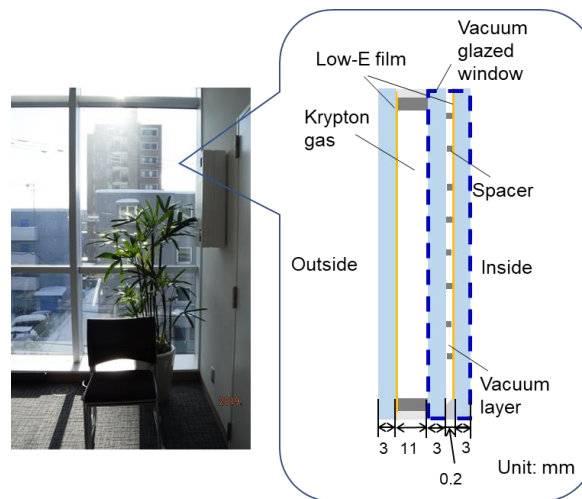 Vacuum
glazed
window
Low-E film
Krypton
gas
Spacer
Outside
Inside
Vacuum
layer
3 11 3 3
0.2
Unit: mm
2019.